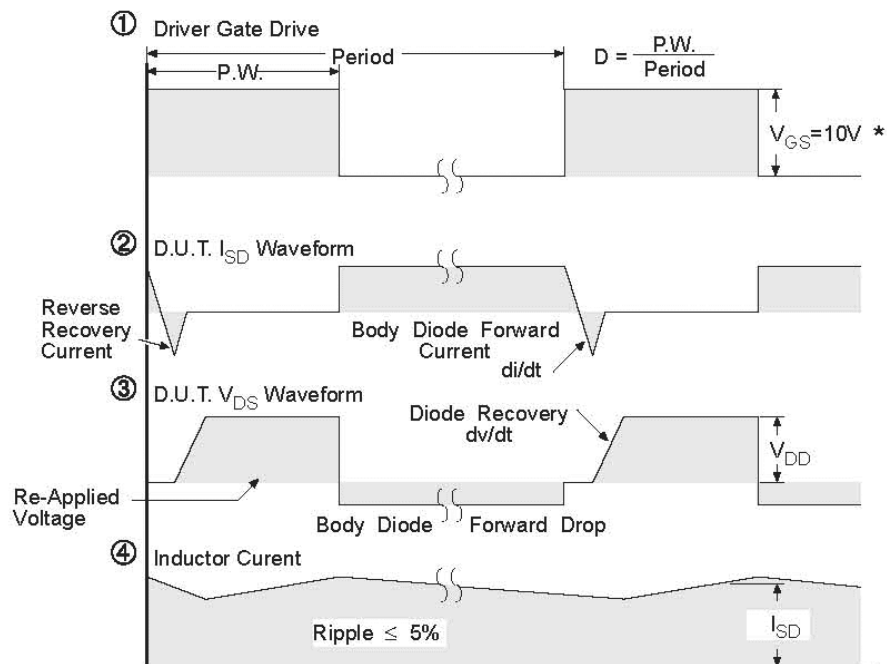 ① Driver Gate Drive
Period
P.W.
D = P.W. / Period
V_GS=10V *
② D.U.T. I_SD Waveform
Reverse
Recovery
Current
Body Diode Forward
Current
di/dt
③ D.U.T. V_DS Waveform
Diode Recovery
dv/dt
V_DD
Re-Applied
Voltage
Body Diode Forward Drop
④ Inductor Curent
Ripple ≤ 5%
I_SD